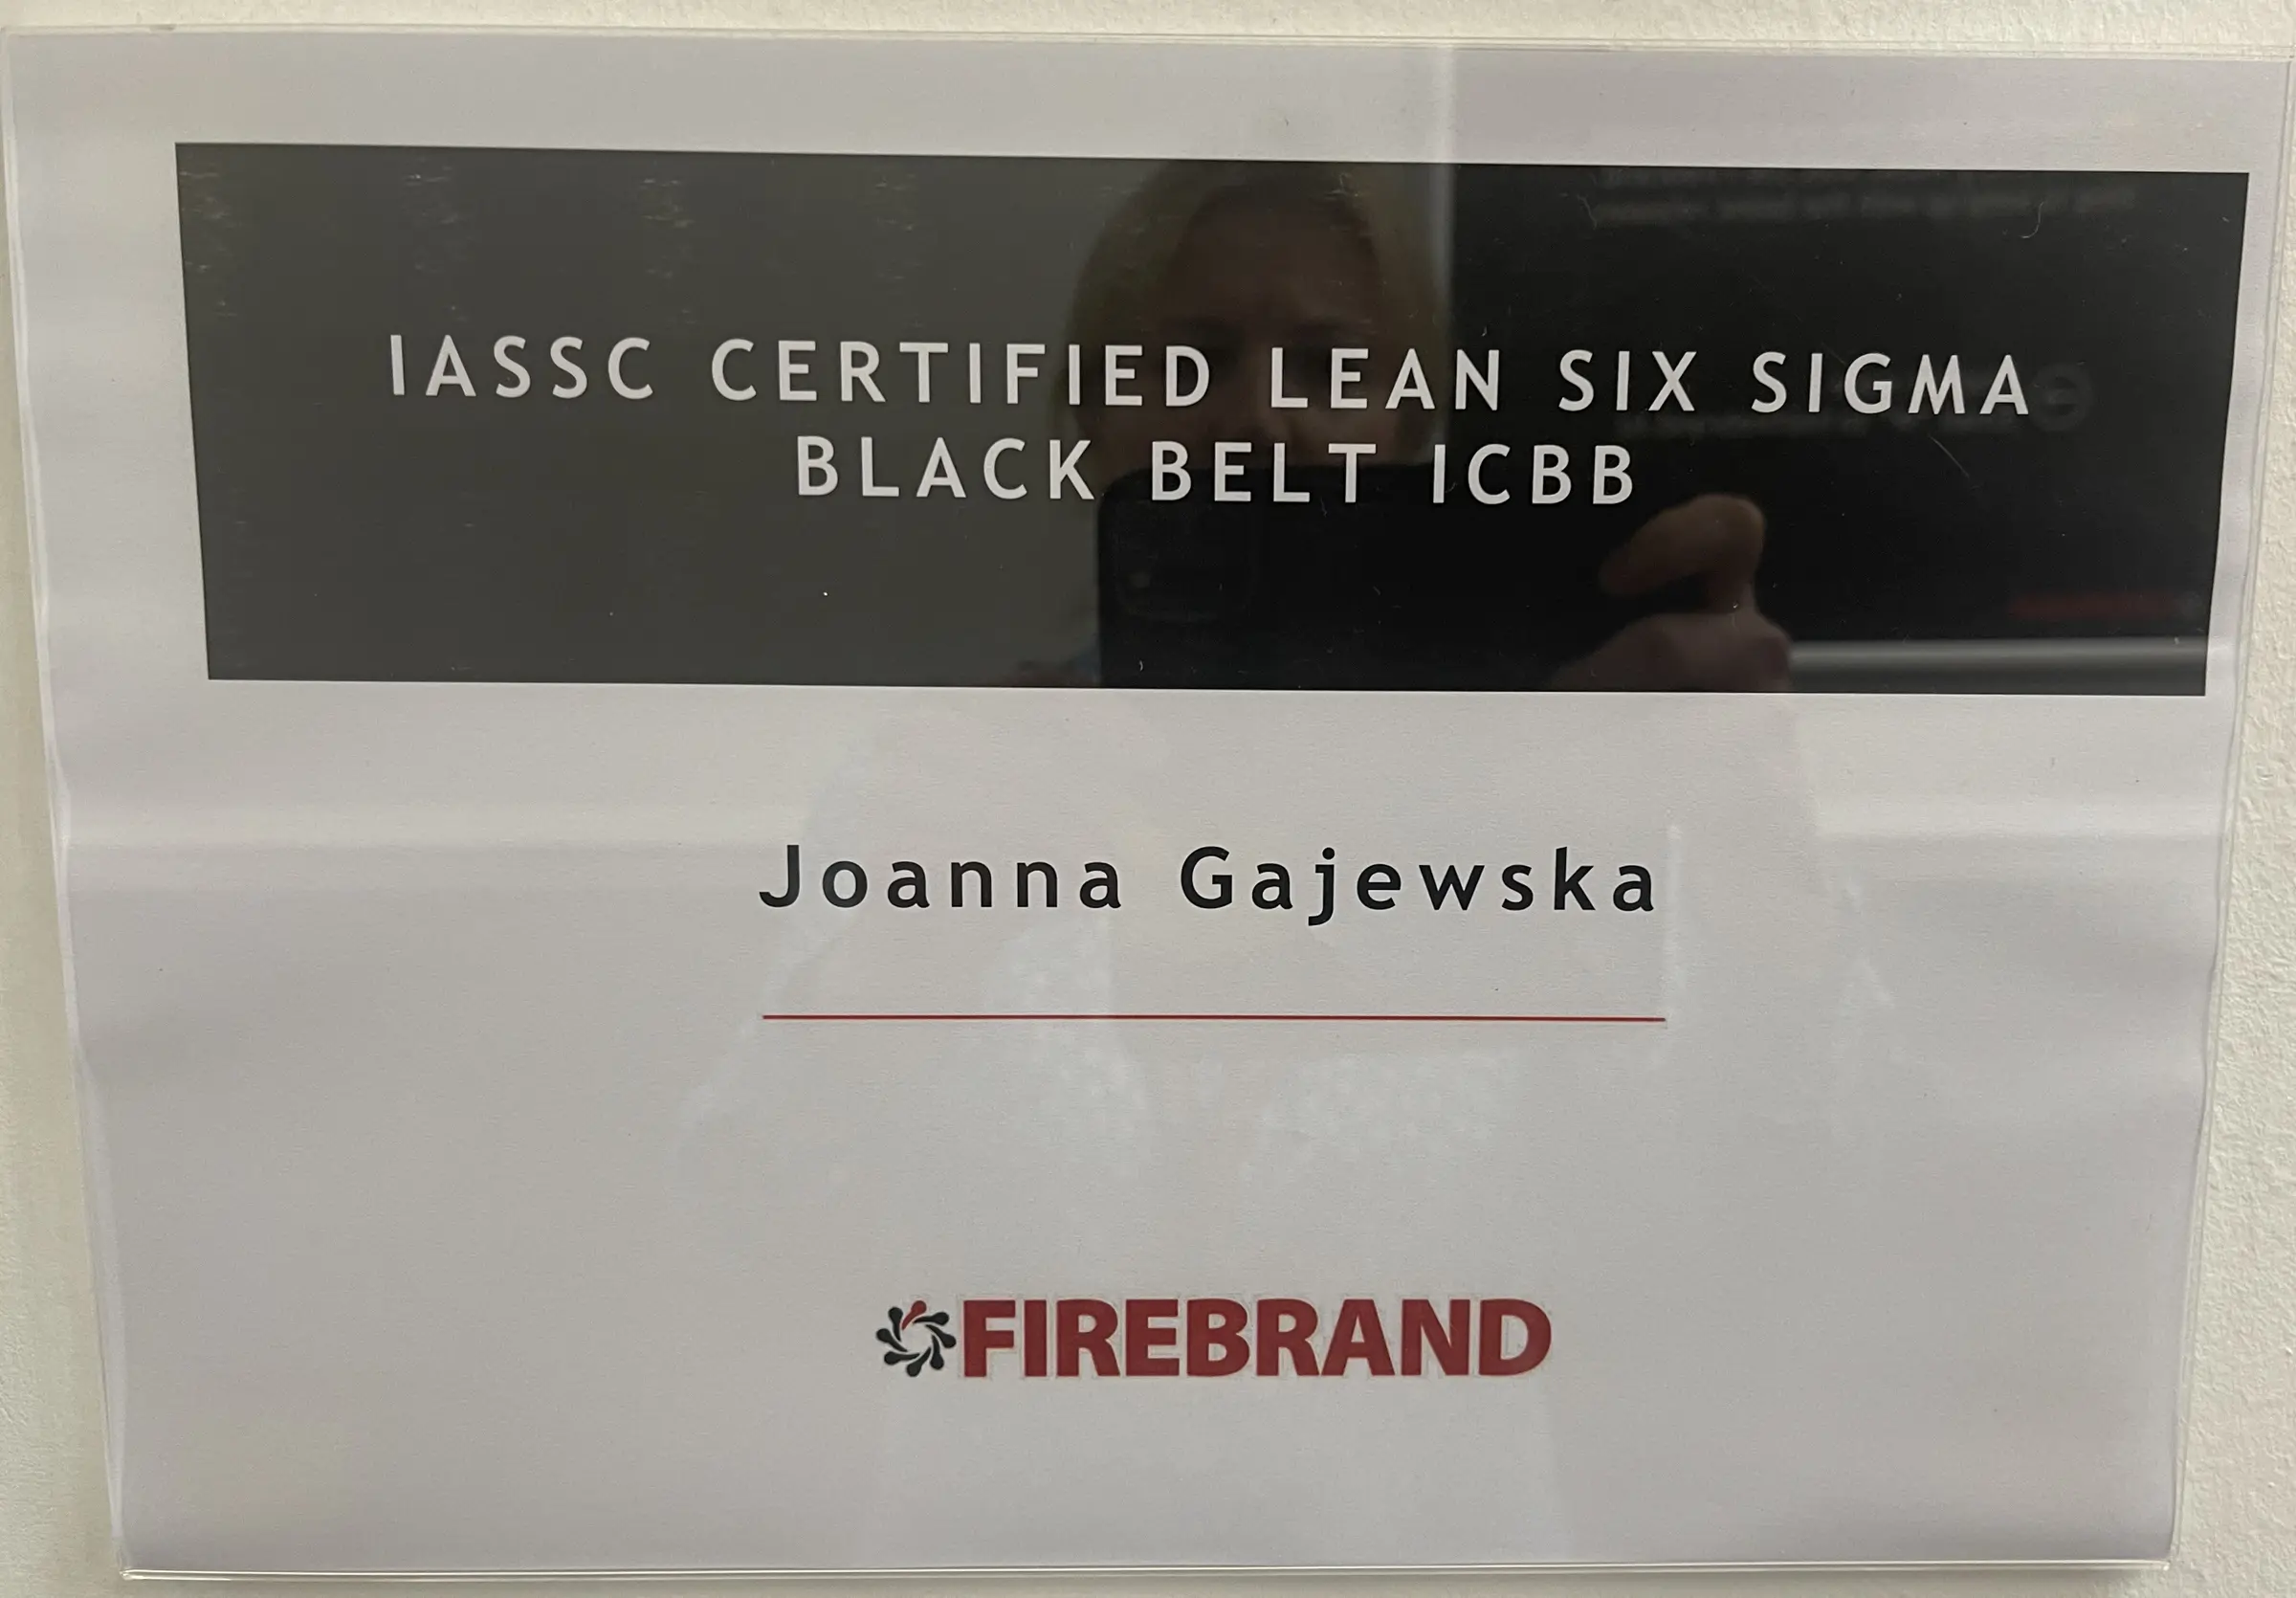 IASSC CERTIFIED LEAN SIX SIGMA
BLACK BELT ICBB
Joanna Gajewska
FIREBRAND